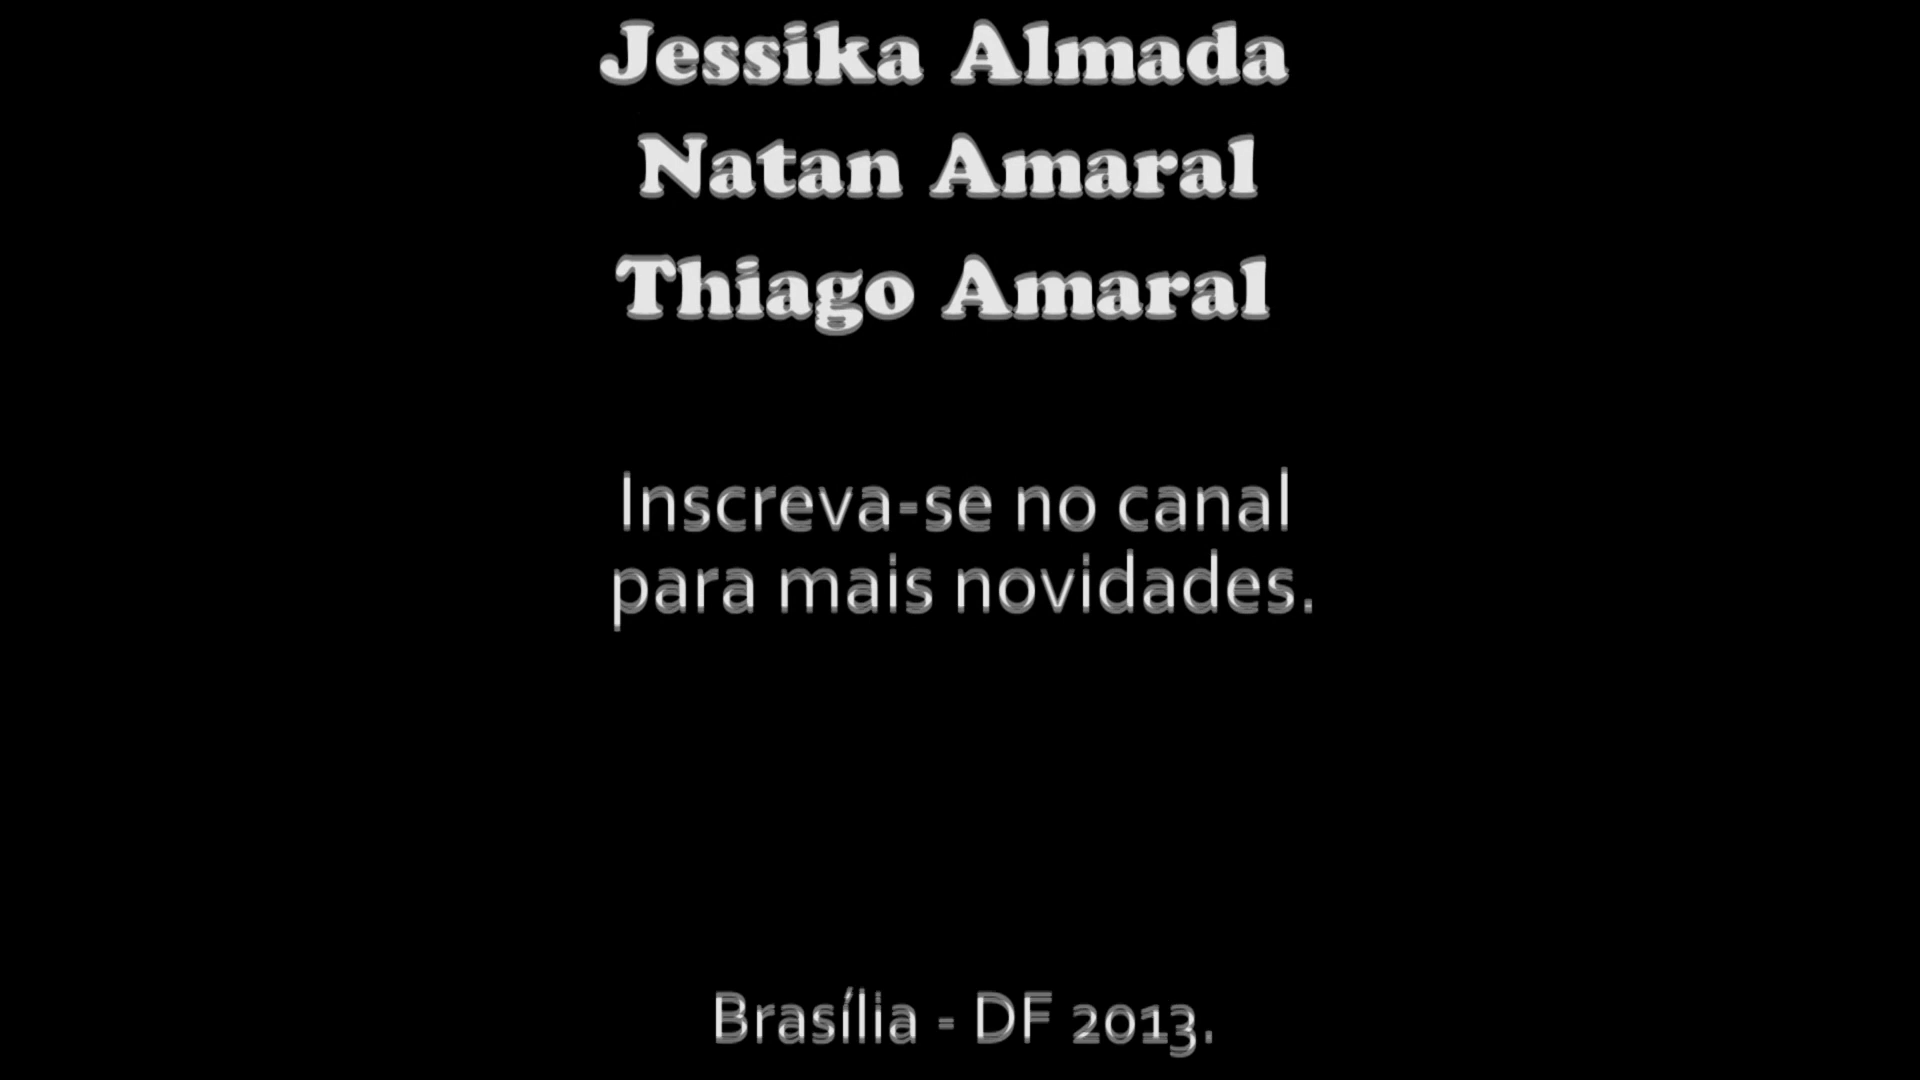 Jessika Almada
Natan Amaral
Thiago Amaral
Inscreva-se no canal
para mais novidades.
Brasília - DF 2013.